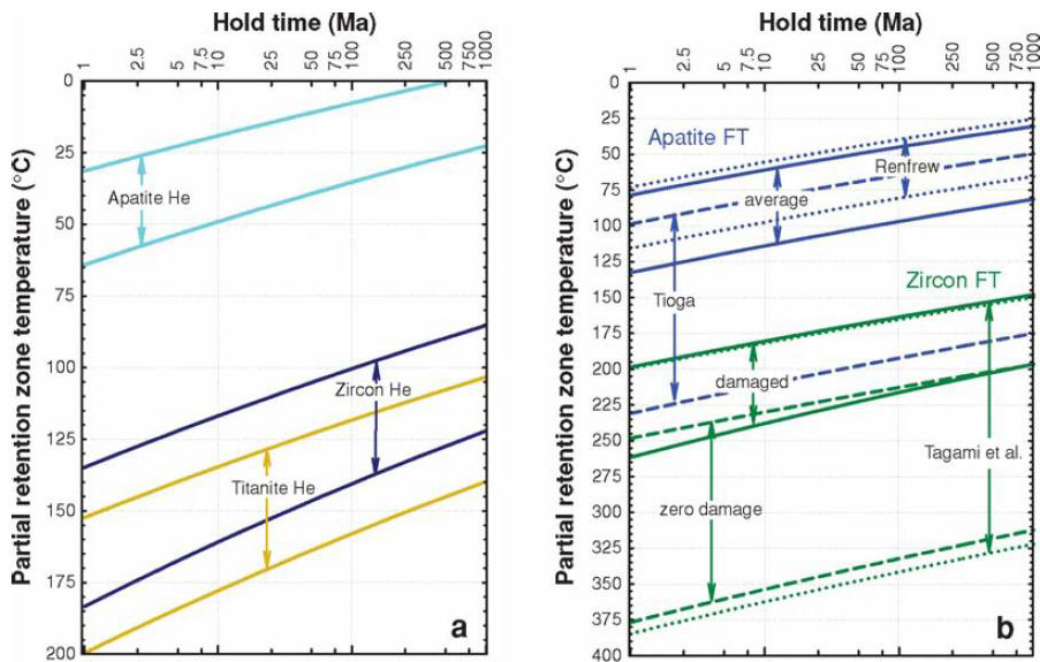 Hold time (Ma)
1 2.5 5 7.5 10 25 50 75 100 250 500 750 1000
Partial retention zone temperature (°C)
0
25
50
75
100
125
150
175
200
Apatite He
Zircon He
Titanite He
a
Hold time (Ma)
1 2.5 5 7.5 10 25 50 75 100 250 500 750 1000
Partial retention zone temperature (°C)
0
25
50
75
100
125
150
175
200
225
250
275
300
325
350
375
400
Apatite FT
Renfrew
average
Tioga
Zircon FT
damaged
Tagami et al.
zero damage
b